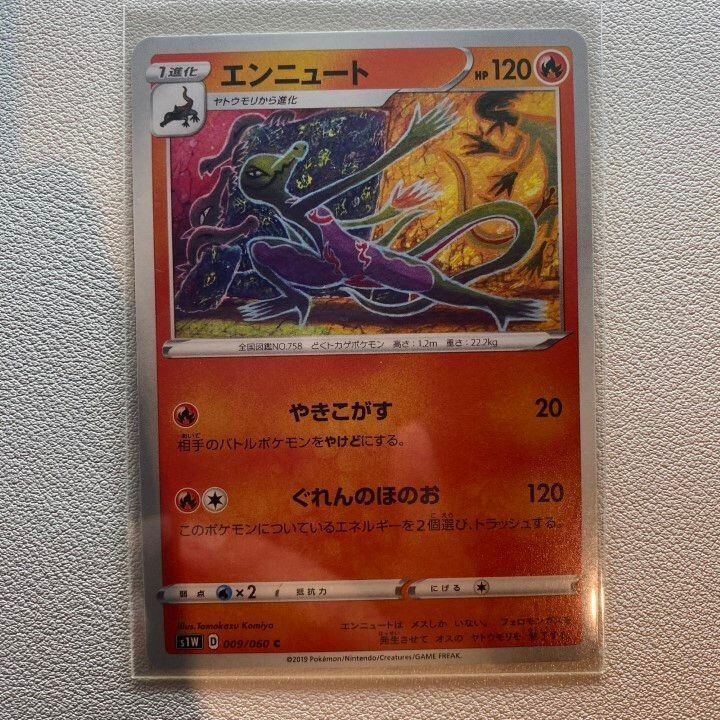 1進化
エンニュート
HP 120
ヤトウモリから進化
全国図鑑NO.758 どくトカゲポケモン 高さ:1.2m 重さ:22.2kg
やきこがす 20
相手のバトルポケモンをやけどにする。
ぐれんのほのお 120
このポケモンについているエネルギーを2個選び、トラッシュする。
弱点 ×2 抵抗力 にげる
illus.Tomokazu Komiya
S1W D 009/060 C
エンニュートは メスしか いない。 フェロモンガスを
発生させて オスの ヤトウモリを
©2019 Pokémon/Nintendo/Creatures/GAME FREAK.